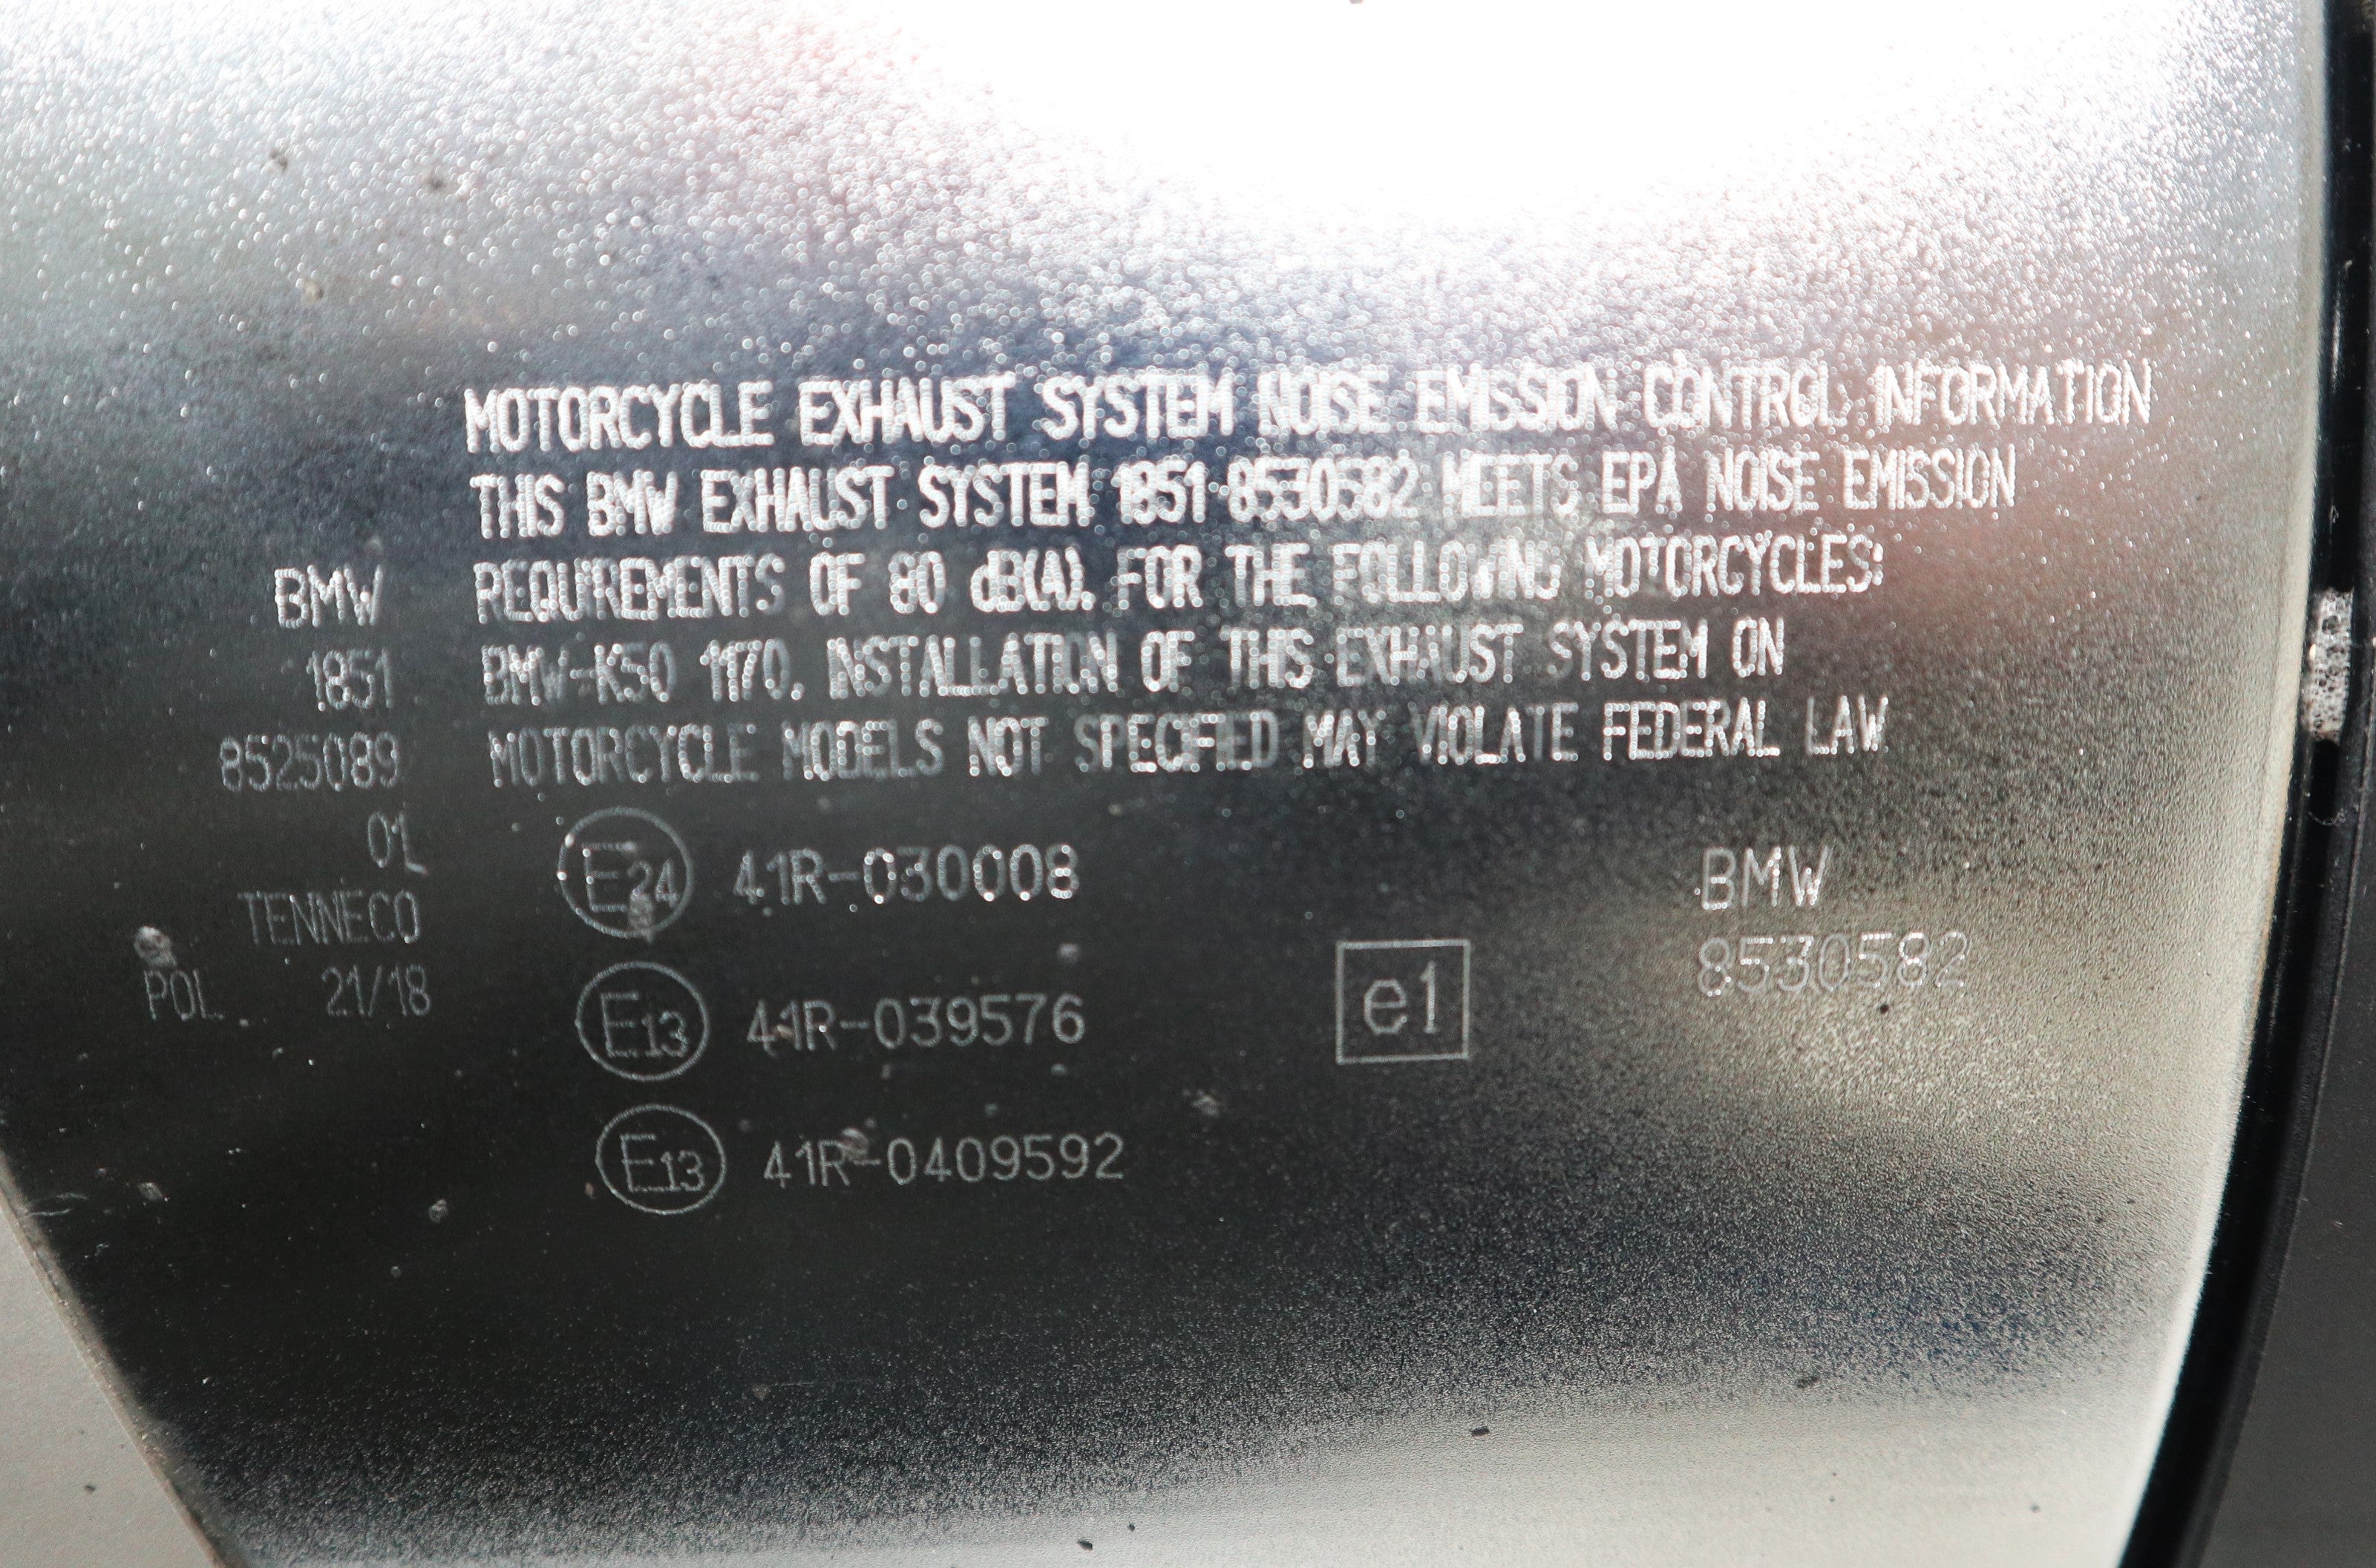 MOTORCYCLE EXHAUST SYSTEM NOISE EMISSION CONTROL INFORMATION
THIS BMW EXHAUST SYSTEM 1851-8530582 MEETS EPA NOISE EMISSION
REQUIREMENTS OF 80 dB(A). FOR THE FOLLOWING MOTORCYCLES:
BMW-K50 1170. INSTALLATION OF THIS EXHAUST SYSTEM ON
MOTORCYCLE MODELS NOT SPECIFIED MAY VIOLATE FEDERAL LAW
BMW
1851
8525089
01
TENNECO
POL 21/18
E24 41R-030008
E13 41R-039576
E13 41R-0409592
e1
BMW
8530582